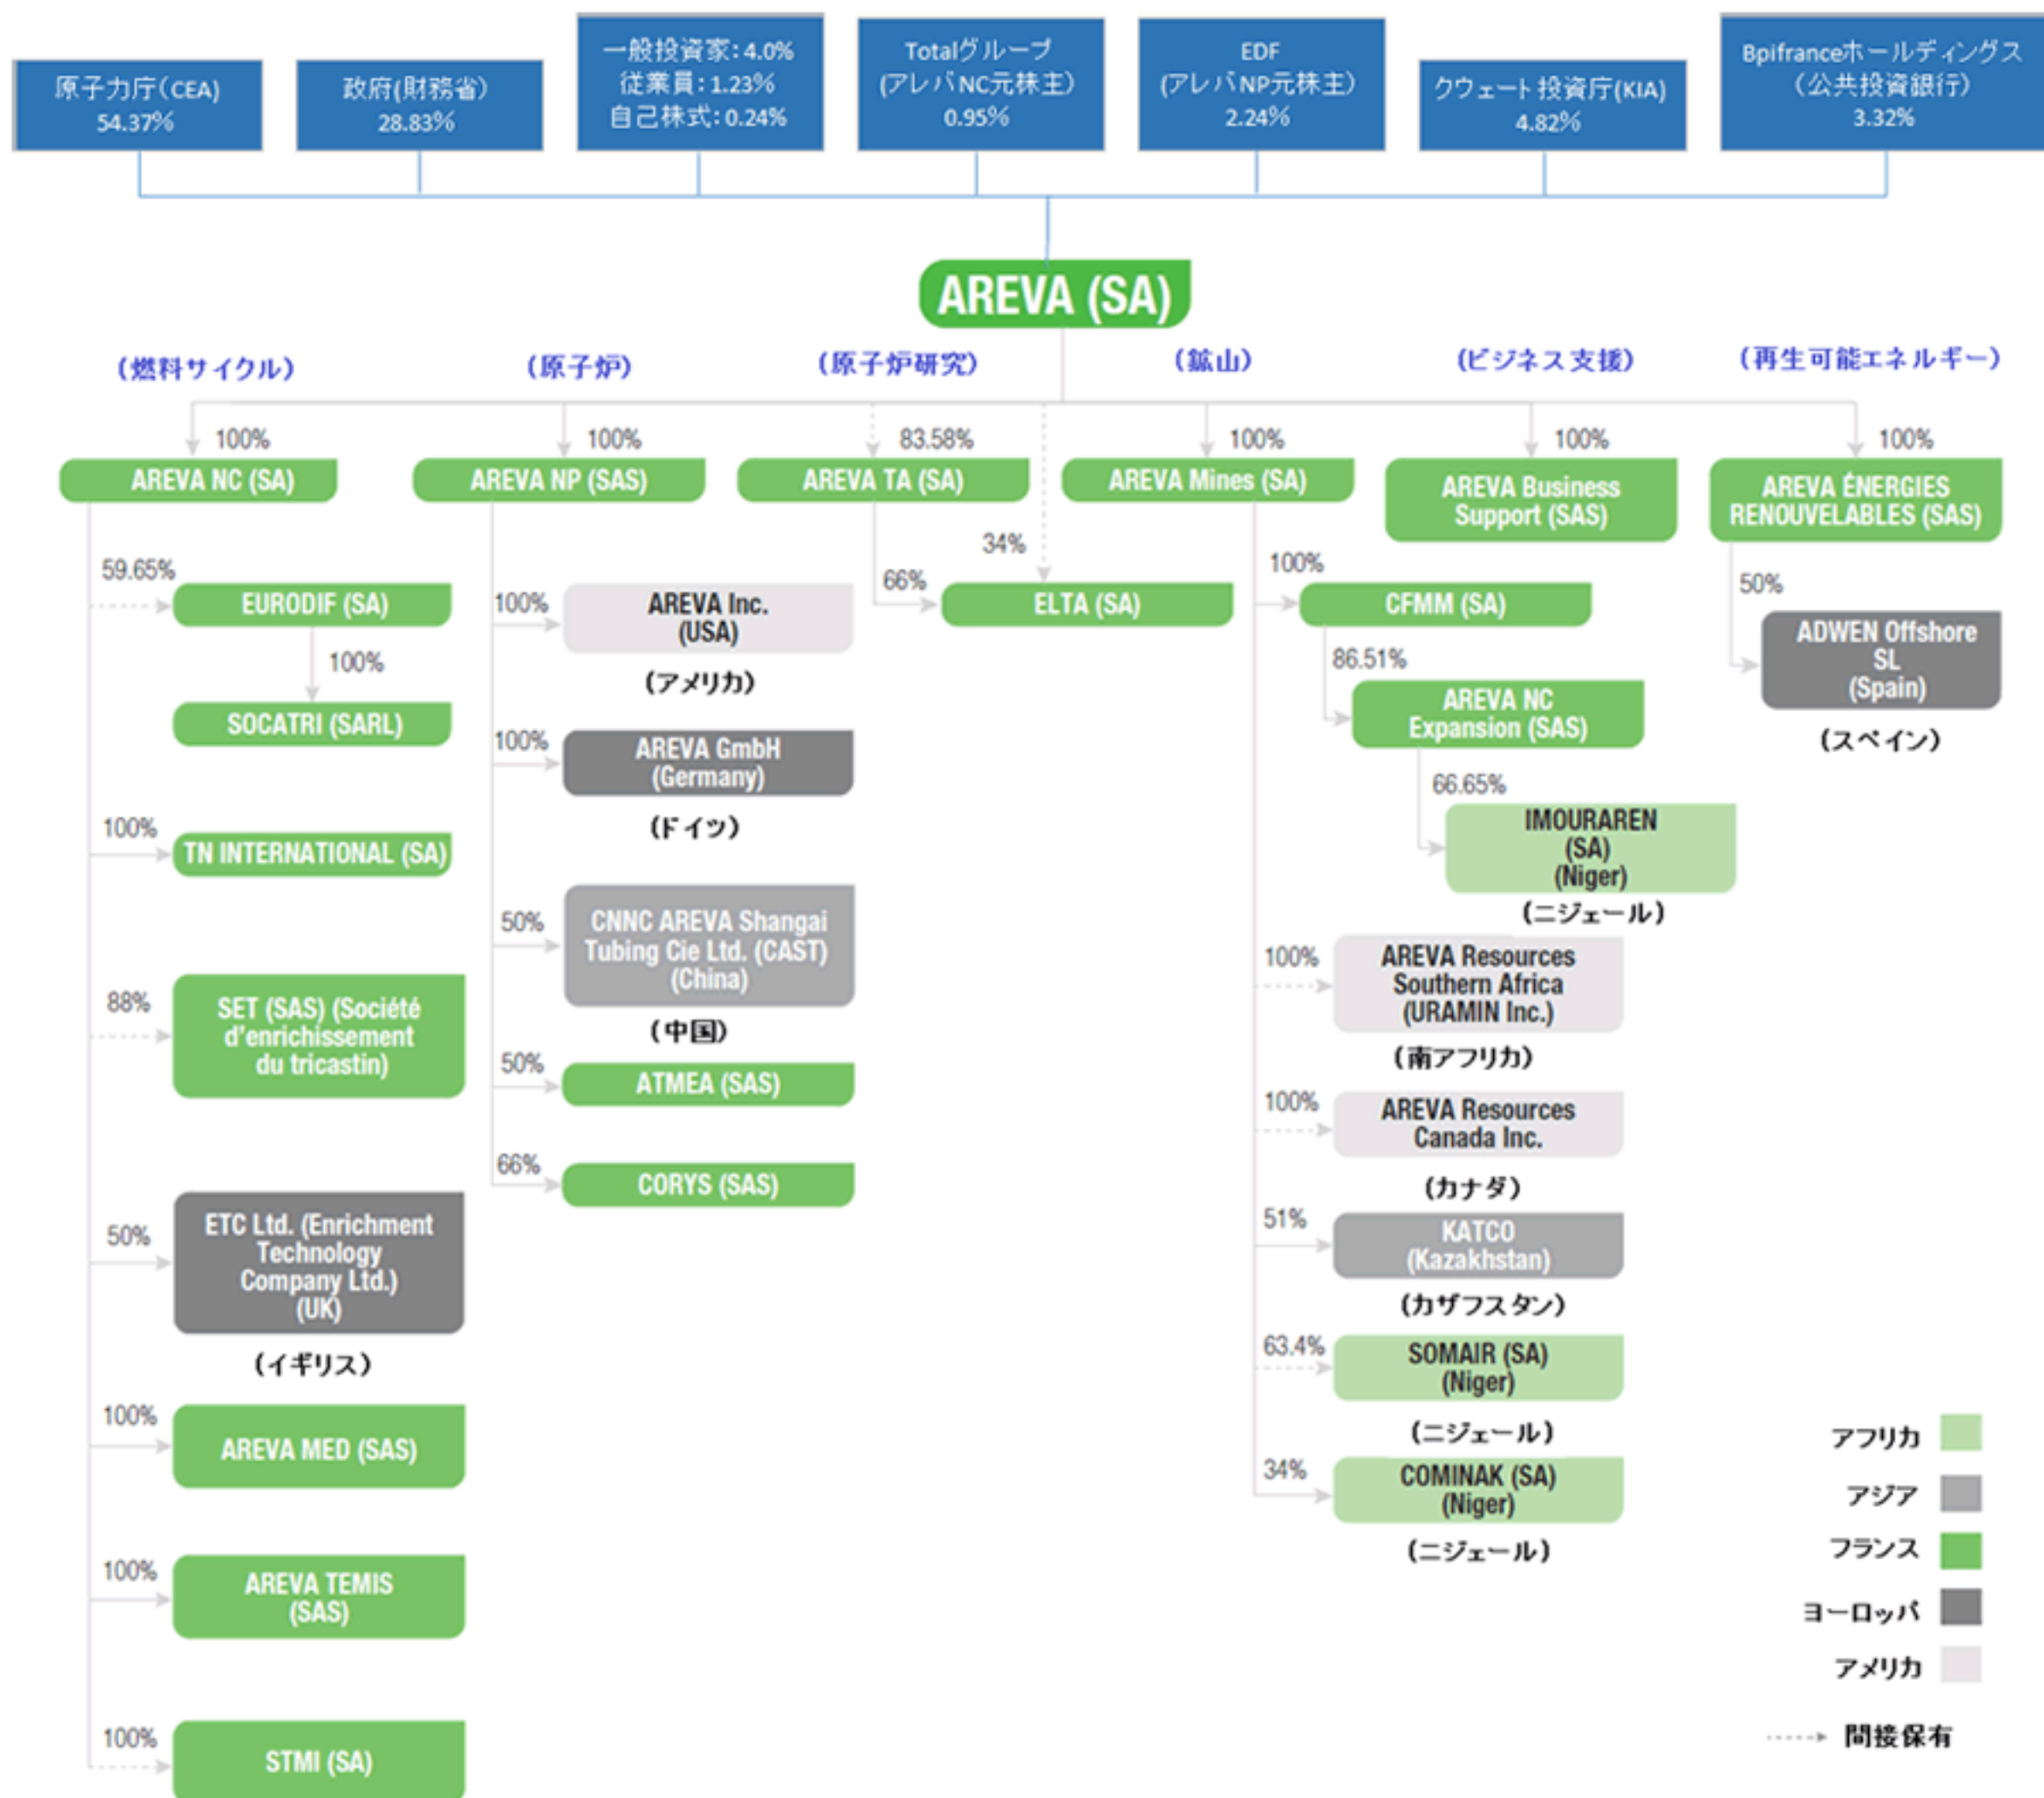 原子力庁(CEA)
54.37%
政府(財務省)
28.83%
一般投資家:4.0%
従業員:1.23%
自己株式:0.24%
Totalグループ
(アレバNC元株主)
0.95%
EDF
(アレバNP元株主)
2.24%
クウェート投資庁(KIA)
4.82%
Bpifranceホールディングス
(公共投資銀行)
3.32%
AREVA (SA)
(燃料サイクル)
(原子炉)
(原子炉研究)
(鉱山)
(ビジネス支援)
(再生可能エネルギー)
100%
AREVA NC (SA)
59.65%
EURODIF (SA)
100%
SOCATRI (SARL)
100%
TN INTERNATIONAL (SA)
88%
SET (SAS) (Société
d'enrichissement
du tricastin)
50%
ETC Ltd. (Enrichment
Technology
Company Ltd.)
(UK)
(イギリス)
100%
AREVA MED (SAS)
100%
AREVA TEMIS
(SAS)
100%
STMI (SA)
100%
AREVA NP (SAS)
100%
AREVA Inc.
(USA)
(アメリカ)
100%
AREVA GmbH
(Germany)
(ドイツ)
50%
CNNC AREVA Shangai
Tubing Cie Ltd. (CAST)
(China)
(中国)
50%
ATMEA (SAS)
66%
CORYS (SAS)
83.58%
AREVA TA (SA)
34%
66%
ELTA (SA)
100%
AREVA Mines (SA)
100%
CFMM (SA)
86.51%
AREVA NC
Expansion (SAS)
66.65%
IMOURAREN
(SA)
(Niger)
(ニジェール)
100%
AREVA Resources
Southern Africa
(URAMIN Inc.)
(南アフリカ)
100%
AREVA Resources
Canada Inc.
(カナダ)
51%
KATCO
(Kazakhstan)
(カザフスタン)
63.4%
SOMAIR (SA)
(Niger)
(ニジェール)
34%
COMINAK (SA)
(Niger)
(ニジェール)
100%
AREVA Business
Support (SAS)
100%
AREVA ÉNERGIES
RENOUVELABLES (SAS)
50%
ADWEN Offshore
SL
(Spain)
(スペイン)
アフリカ
アジア
フランス
ヨーロッパ
アメリカ
間接保有